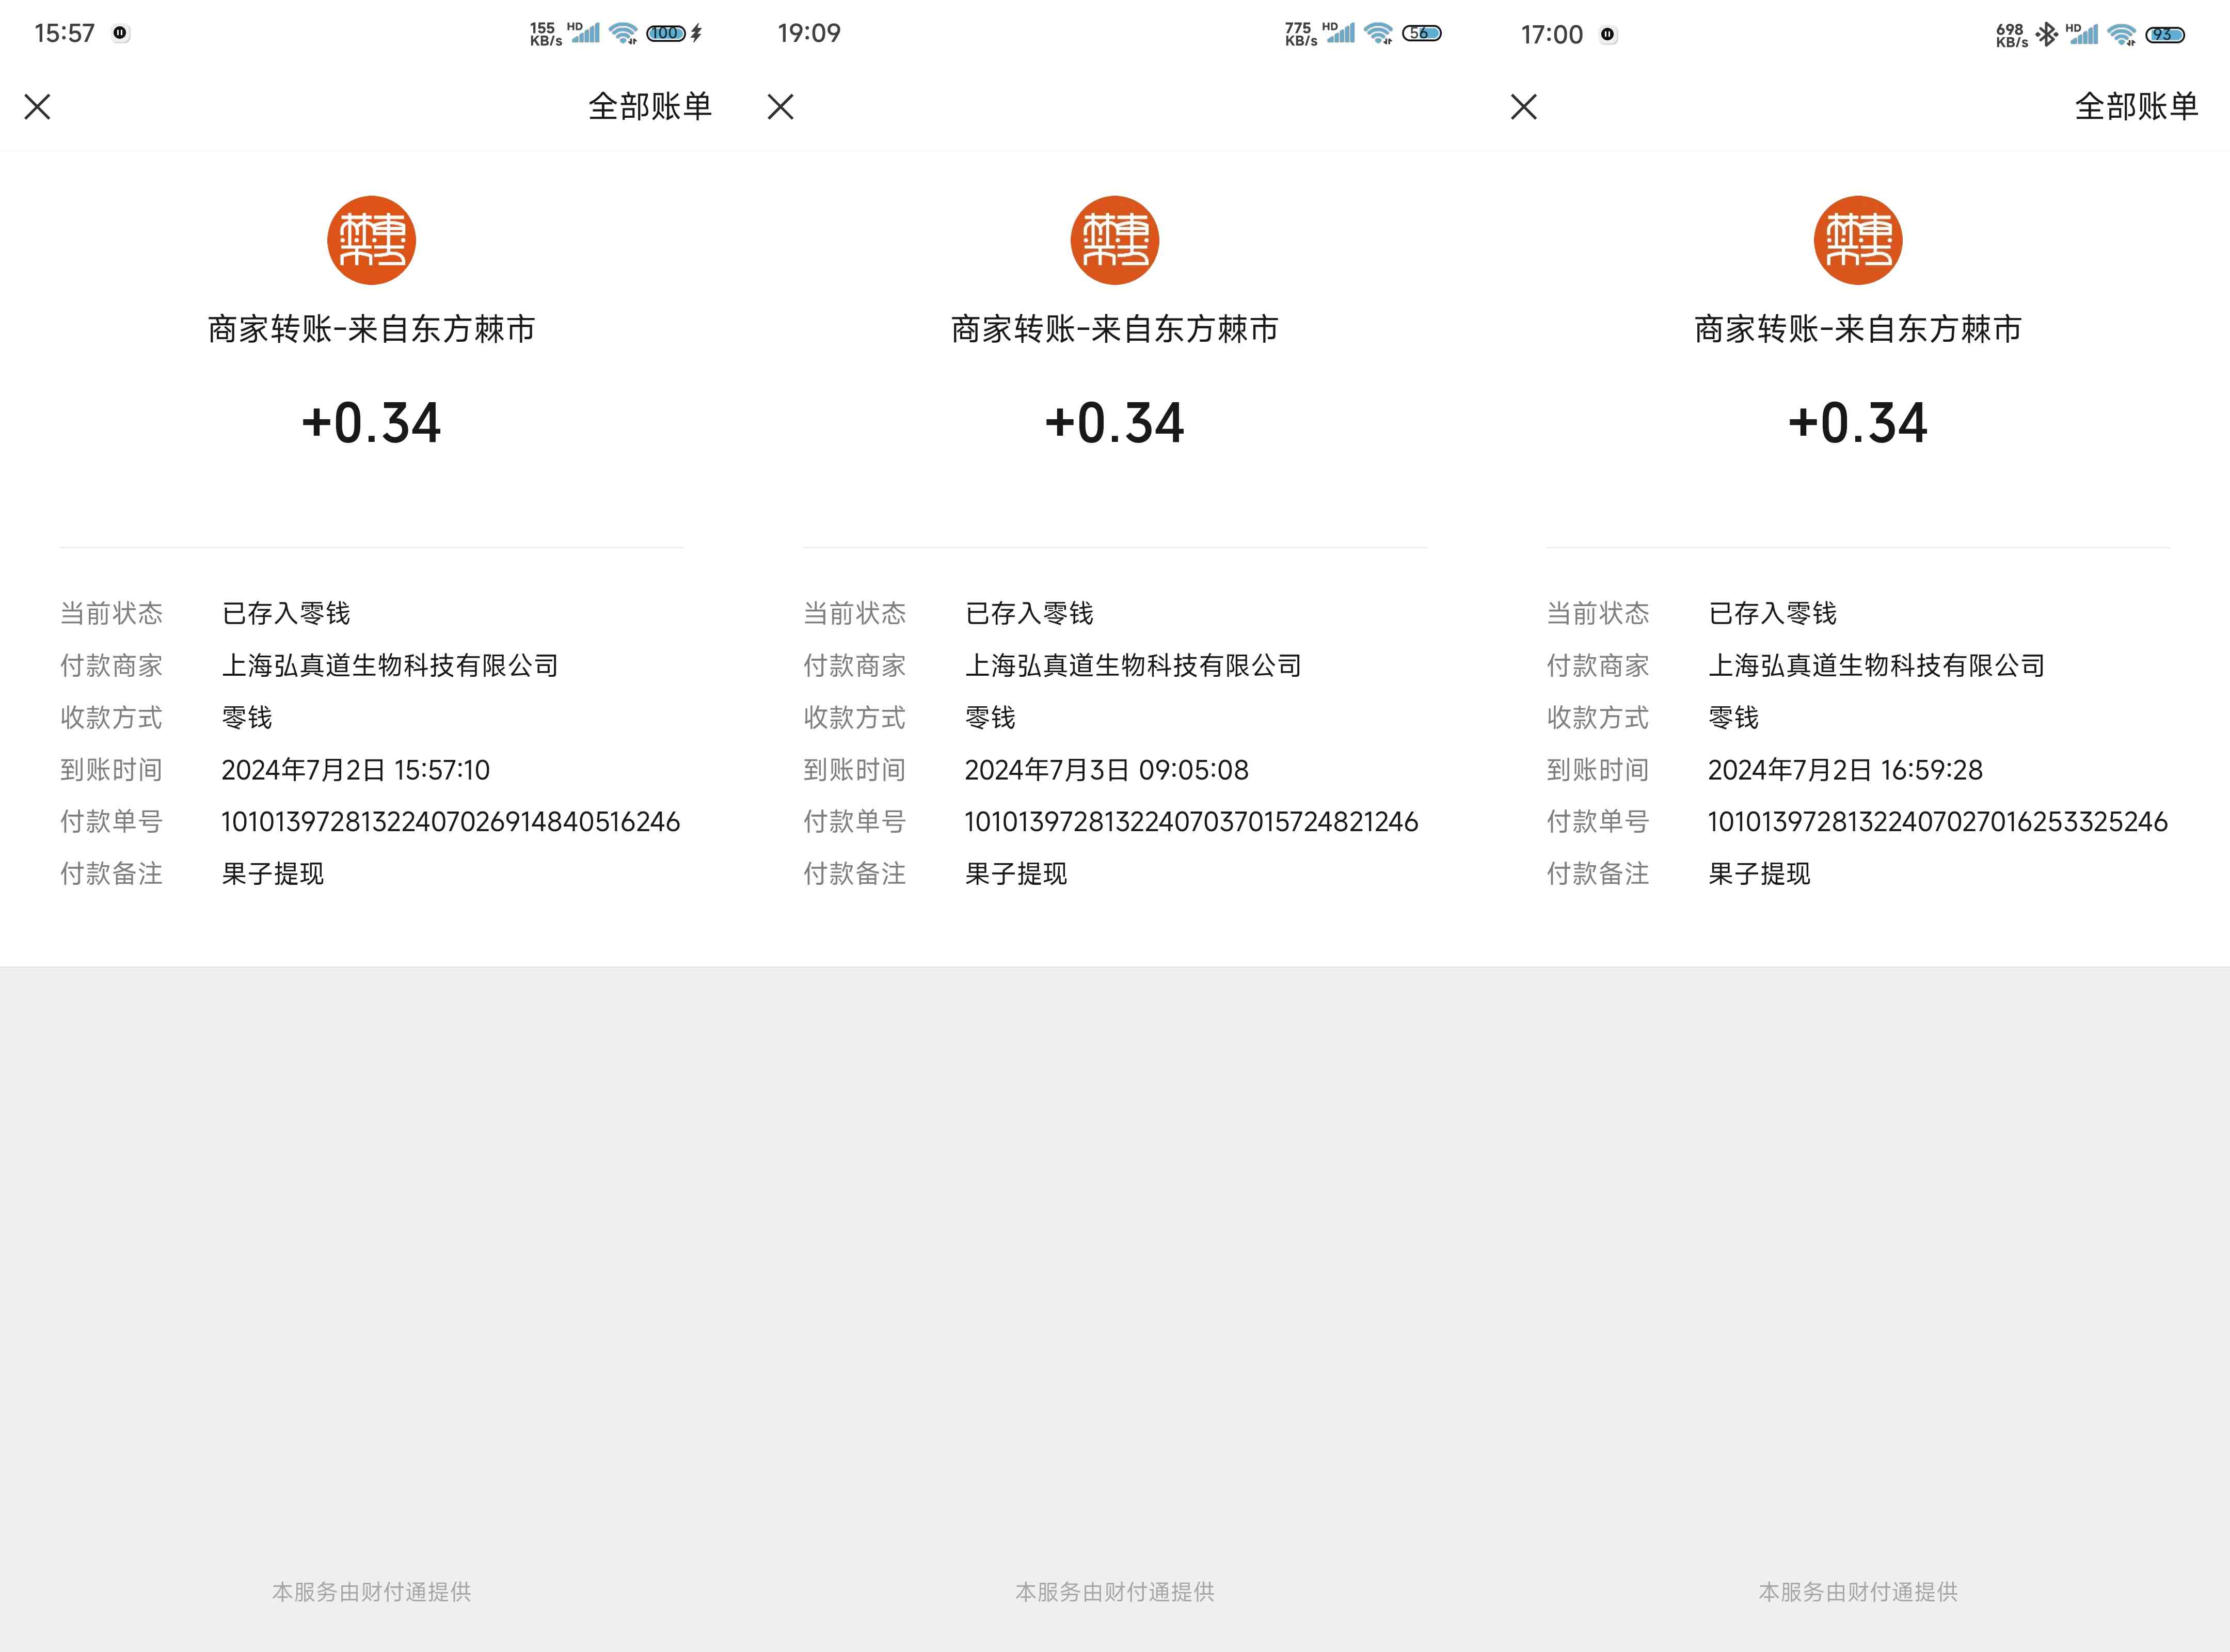 15:57
155 KB/s HD 100
全部账单
商家转账-来自东方棘市
+0.34
当前状态 已存入零钱
付款商家 上海弘真道生物科技有限公司
收款方式 零钱
到账时间 2024年7月2日 15:57:10
付款单号 101013972813224070269148405162​46
付款备注 果子提现
本服务由财付通提供
19:09
775 KB/s HD 56
商家转账-来自东方棘市
+0.34
当前状态 已存入零钱
付款商家 上海弘真道生物科技有限公司
收款方式 零钱
到账时间 2024年7月3日 09:05:08
付款单号 10101397281322407037015724821246
付款备注 果子提现
本服务由财付通提供
17:00
698 KB/s HD 93
全部账单
商家转账-来自东方棘市
+0.34
当前状态 已存入零钱
付款商家 上海弘真道生物科技有限公司
收款方式 零钱
到账时间 2024年7月2日 16:59:28
付款单号 10101397281322407027016253325246
付款备注 果子提现
本服务由财付通提供